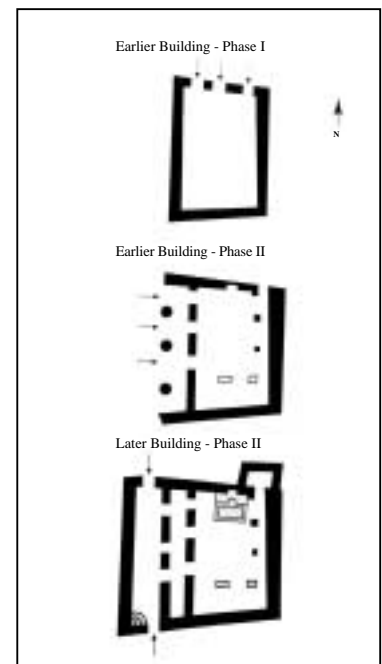 Earlier Building - Phase I
N
Earlier Building - Phase II
Later Building - Phase II